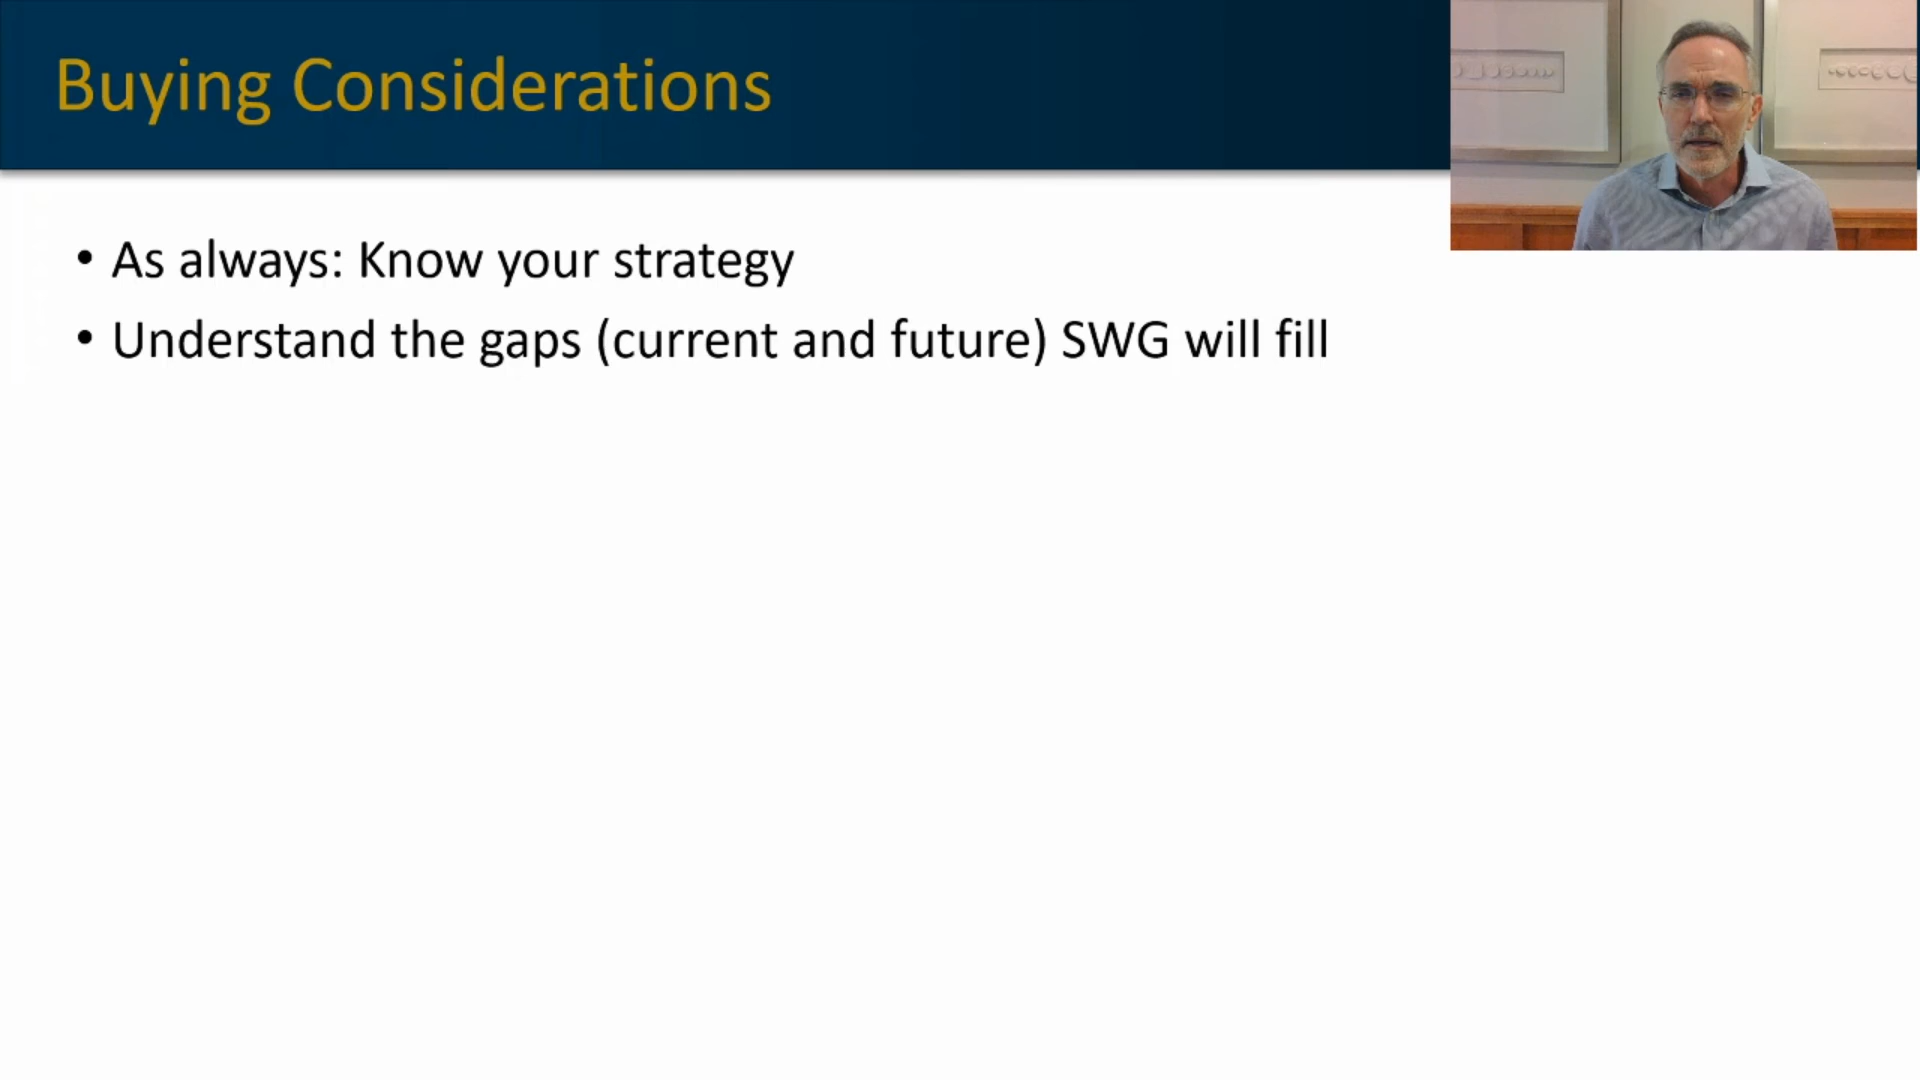 Buying Considerations
• As always: Know your strategy
• Understand the gaps (current and future) SWG will fill